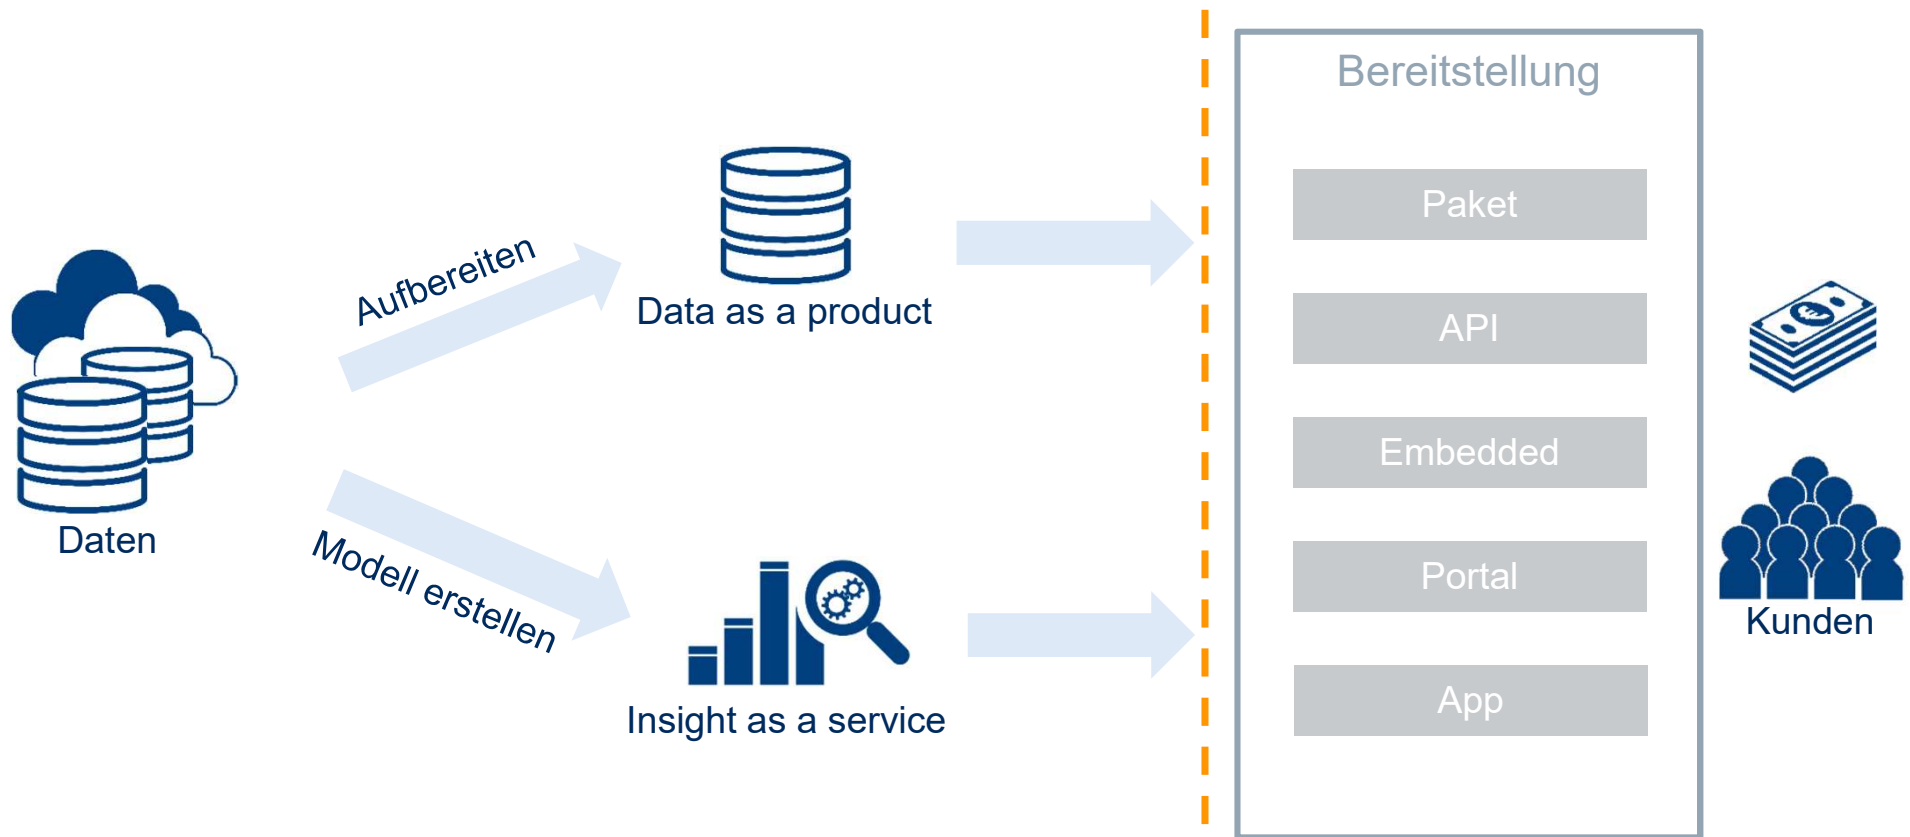 Daten
Aufbereiten
Modell erstellen
Data as a product
Insight as a service
Bereitstellung
Paket
API
Embedded
Portal
App
€
Kunden